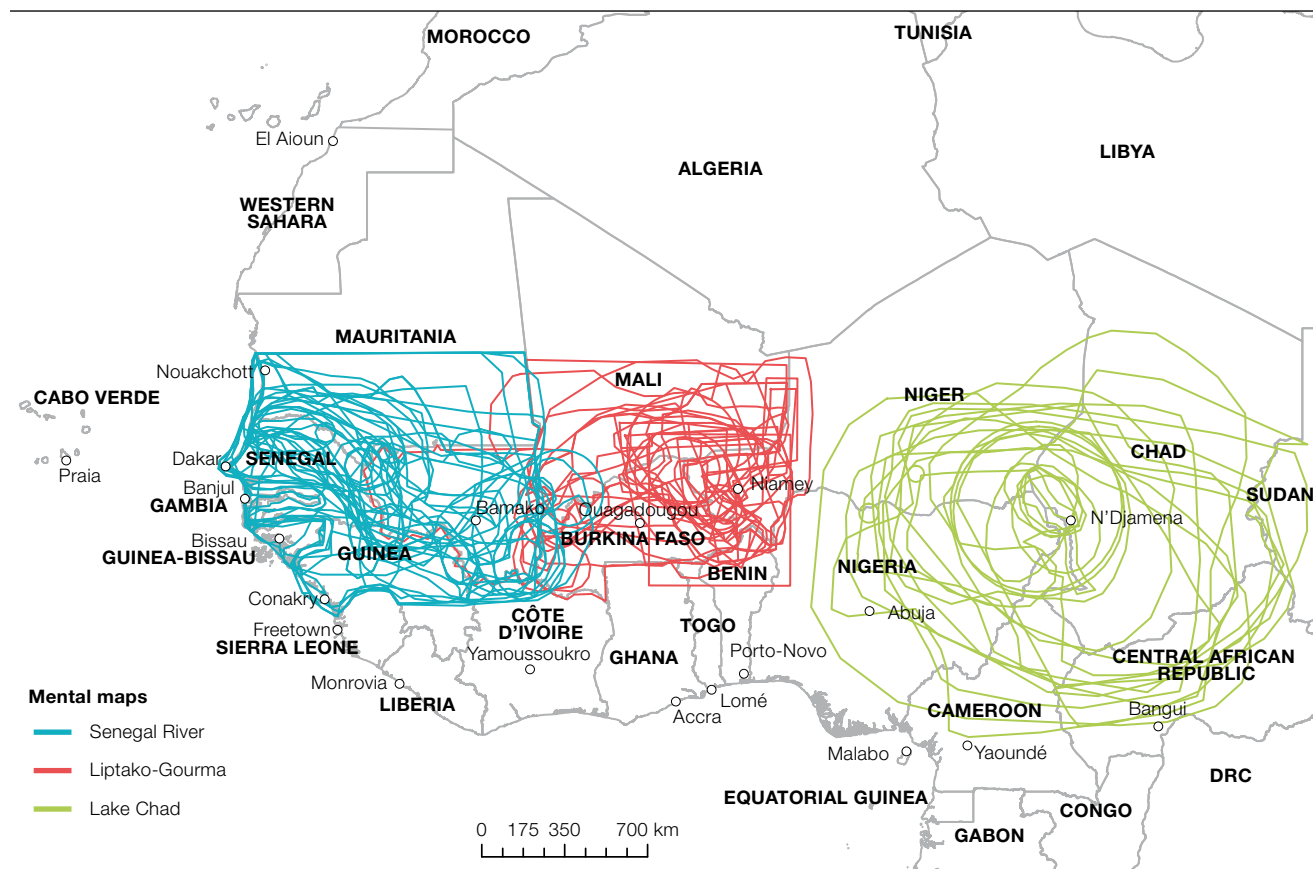 MOROCCO
TUNISIA
El Aioun
ALGERIA
LIBYA
WESTERN
SAHARA
MAURITANIA
Nouakchott
MALI
NIGER
CABO VERDE
CHAD
Dakar
SENEGAL
Praia
Niamey
Banjul
SUDAN
GAMBIA
Bamako
Ouagadougou
N'Djamena
Bissau
BURKINA FASO
GUINEA-BISSAU
GUINEA
BENIN
NIGERIA
Conakry
Abuja
CÔTE
D'IVOIRE
TOGO
Freetown
SIERRA LEONE
Yamoussoukro
GHANA
Porto-Novo
CENTRAL AFRICAN
REPUBLIC
Monrovia
LIBERIA
Lomé
Accra
CAMEROON
Bangui
Malabo
Yaoundé
DRC
EQUATORIAL GUINEA
CONGO
GABON
Mental maps
Senegal River
Liptako-Gourma
Lake Chad
0 175 350 700 km